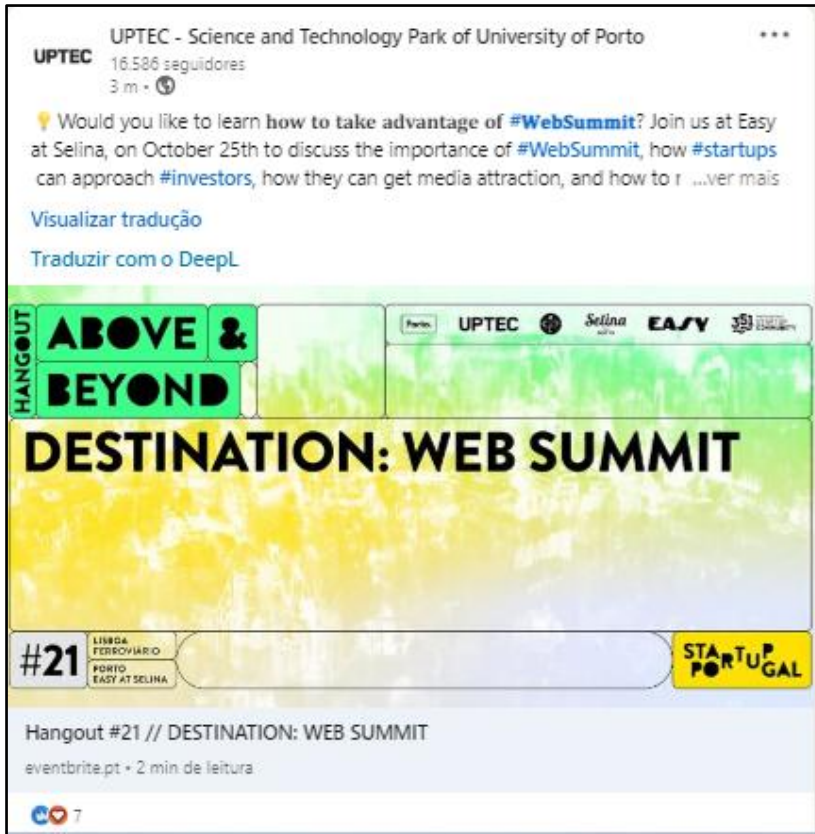 UPTEC
UPTEC - Science and Technology Park of University of Porto
16.586 seguidores
3 m •
Would you like to learn how to take advantage of #WebSummit? Join us at Easy
at Selina, on October 25th to discuss the importance of #WebSummit, how #startups
can approach #investors, how they can get media attraction, and how to r ...ver mais
Visualizar tradução
Traduzir com o DeepL
HANGOUT
ABOVE &
BEYOND
Porto. UPTEC Selina EASY 351
DESTINATION: WEB SUMMIT
#21
LISBOA
FERROVIÁRIO
PORTO
EASY AT SELINA
STARTUP
PORTUGAL
Hangout #21 // DESTINATION: WEB SUMMIT
eventbrite.pt • 2 min de leitura
7